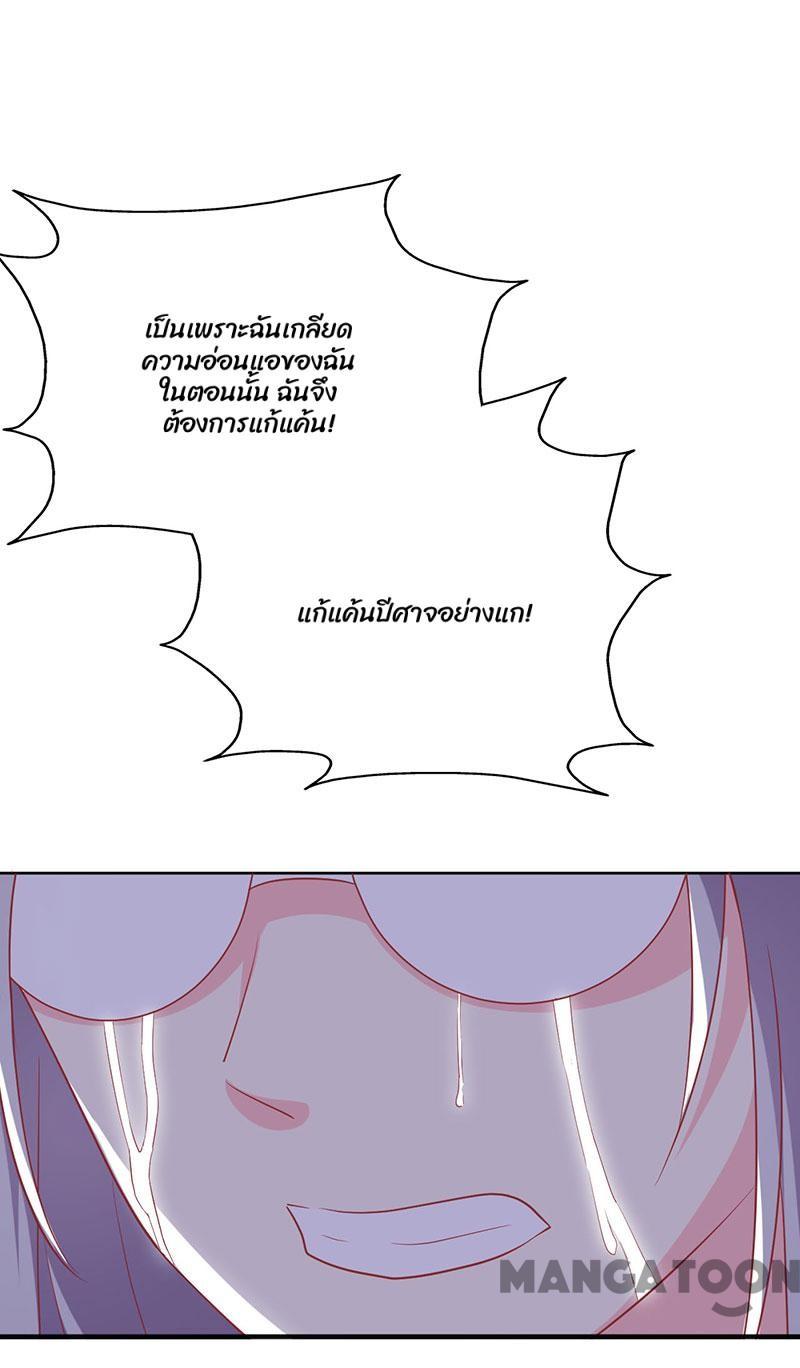 เป็นเพราะฉันเกลียด
ความอ่อนแอของฉัน
ในตอนนั้น ฉันจึง
ต้องการแก้แค้น!
แก้แค้นปีศาจอย่างแก!
MANGATOON